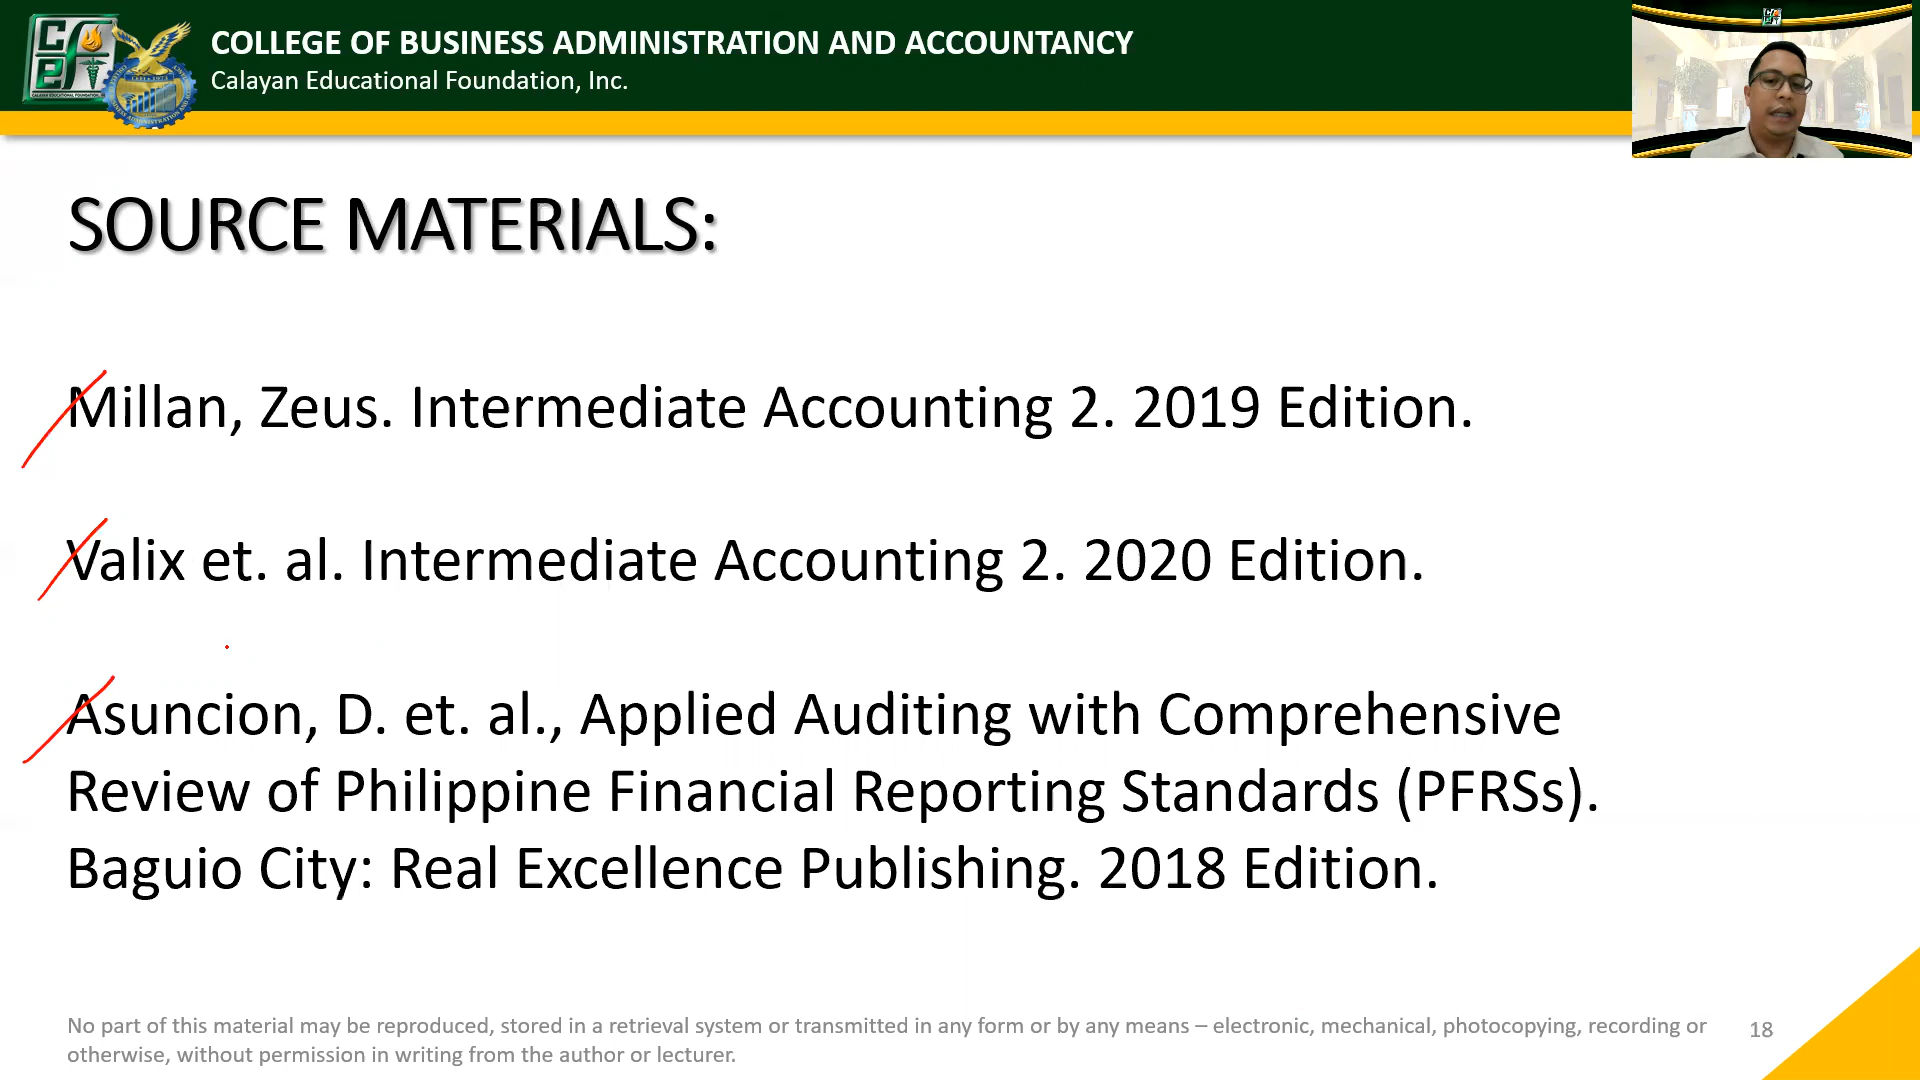 COLLEGE OF BUSINESS ADMINISTRATION AND ACCOUNTANCY
Calayan Educational Foundation, Inc.
SOURCE MATERIALS:
Millan, Zeus. Intermediate Accounting 2. 2019 Edition.
Valix et. al. Intermediate Accounting 2. 2020 Edition.
Asuncion, D. et. al., Applied Auditing with Comprehensive
Review of Philippine Financial Reporting Standards (PFRSs).
Baguio City: Real Excellence Publishing. 2018 Edition.
No part of this material may be reproduced, stored in a retrieval system or transmitted in any form or by any means – electronic, mechanical, photocopying, recording or
otherwise, without permission in writing from the author or lecturer.
18